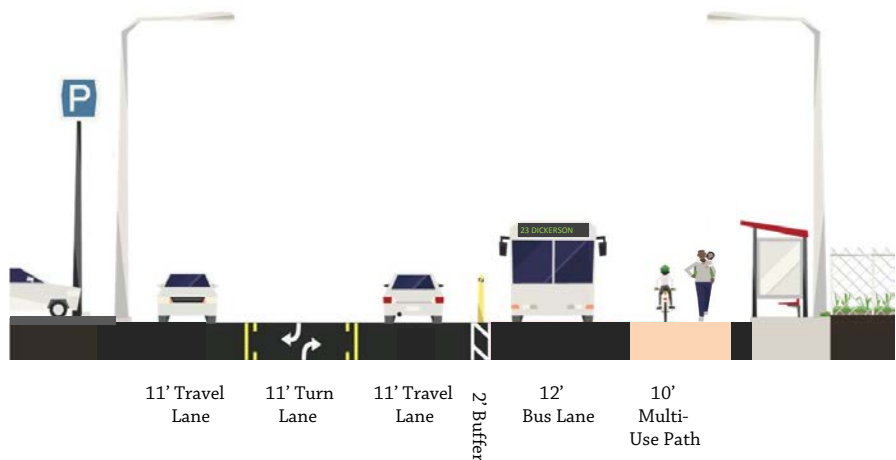 P
23 DICKERSON
11’ Travel
Lane
11’ Turn
Lane
11’ Travel
Lane
2’ Buffer
12’
Bus Lane
10’
Multi-
Use Path